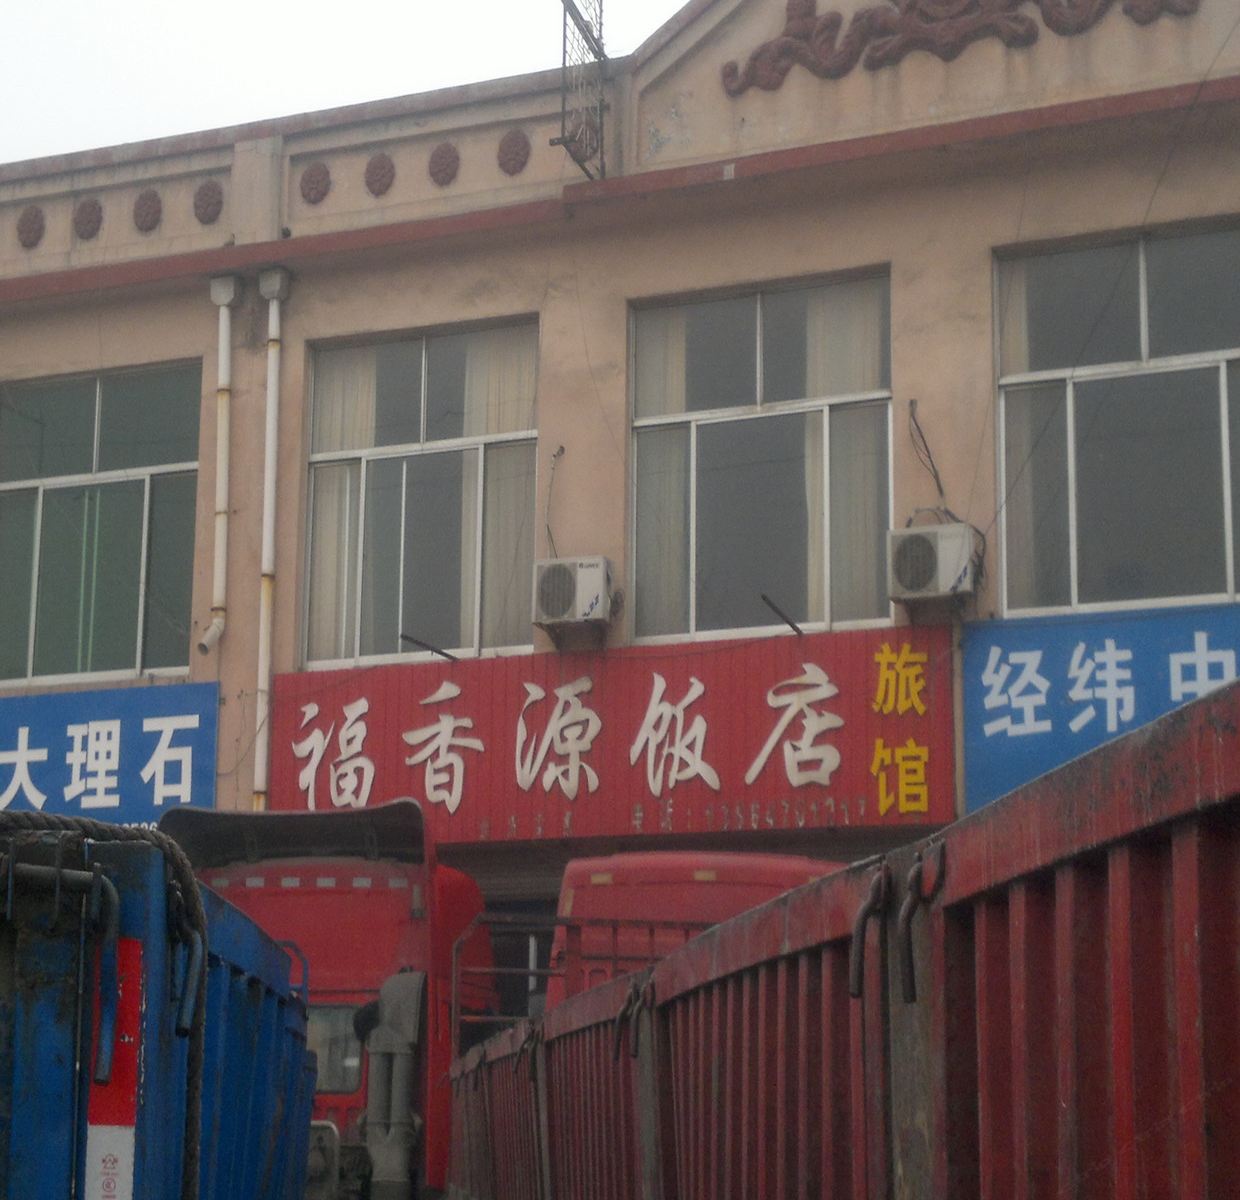 大理石
福香源饭店
旅馆
经纬中